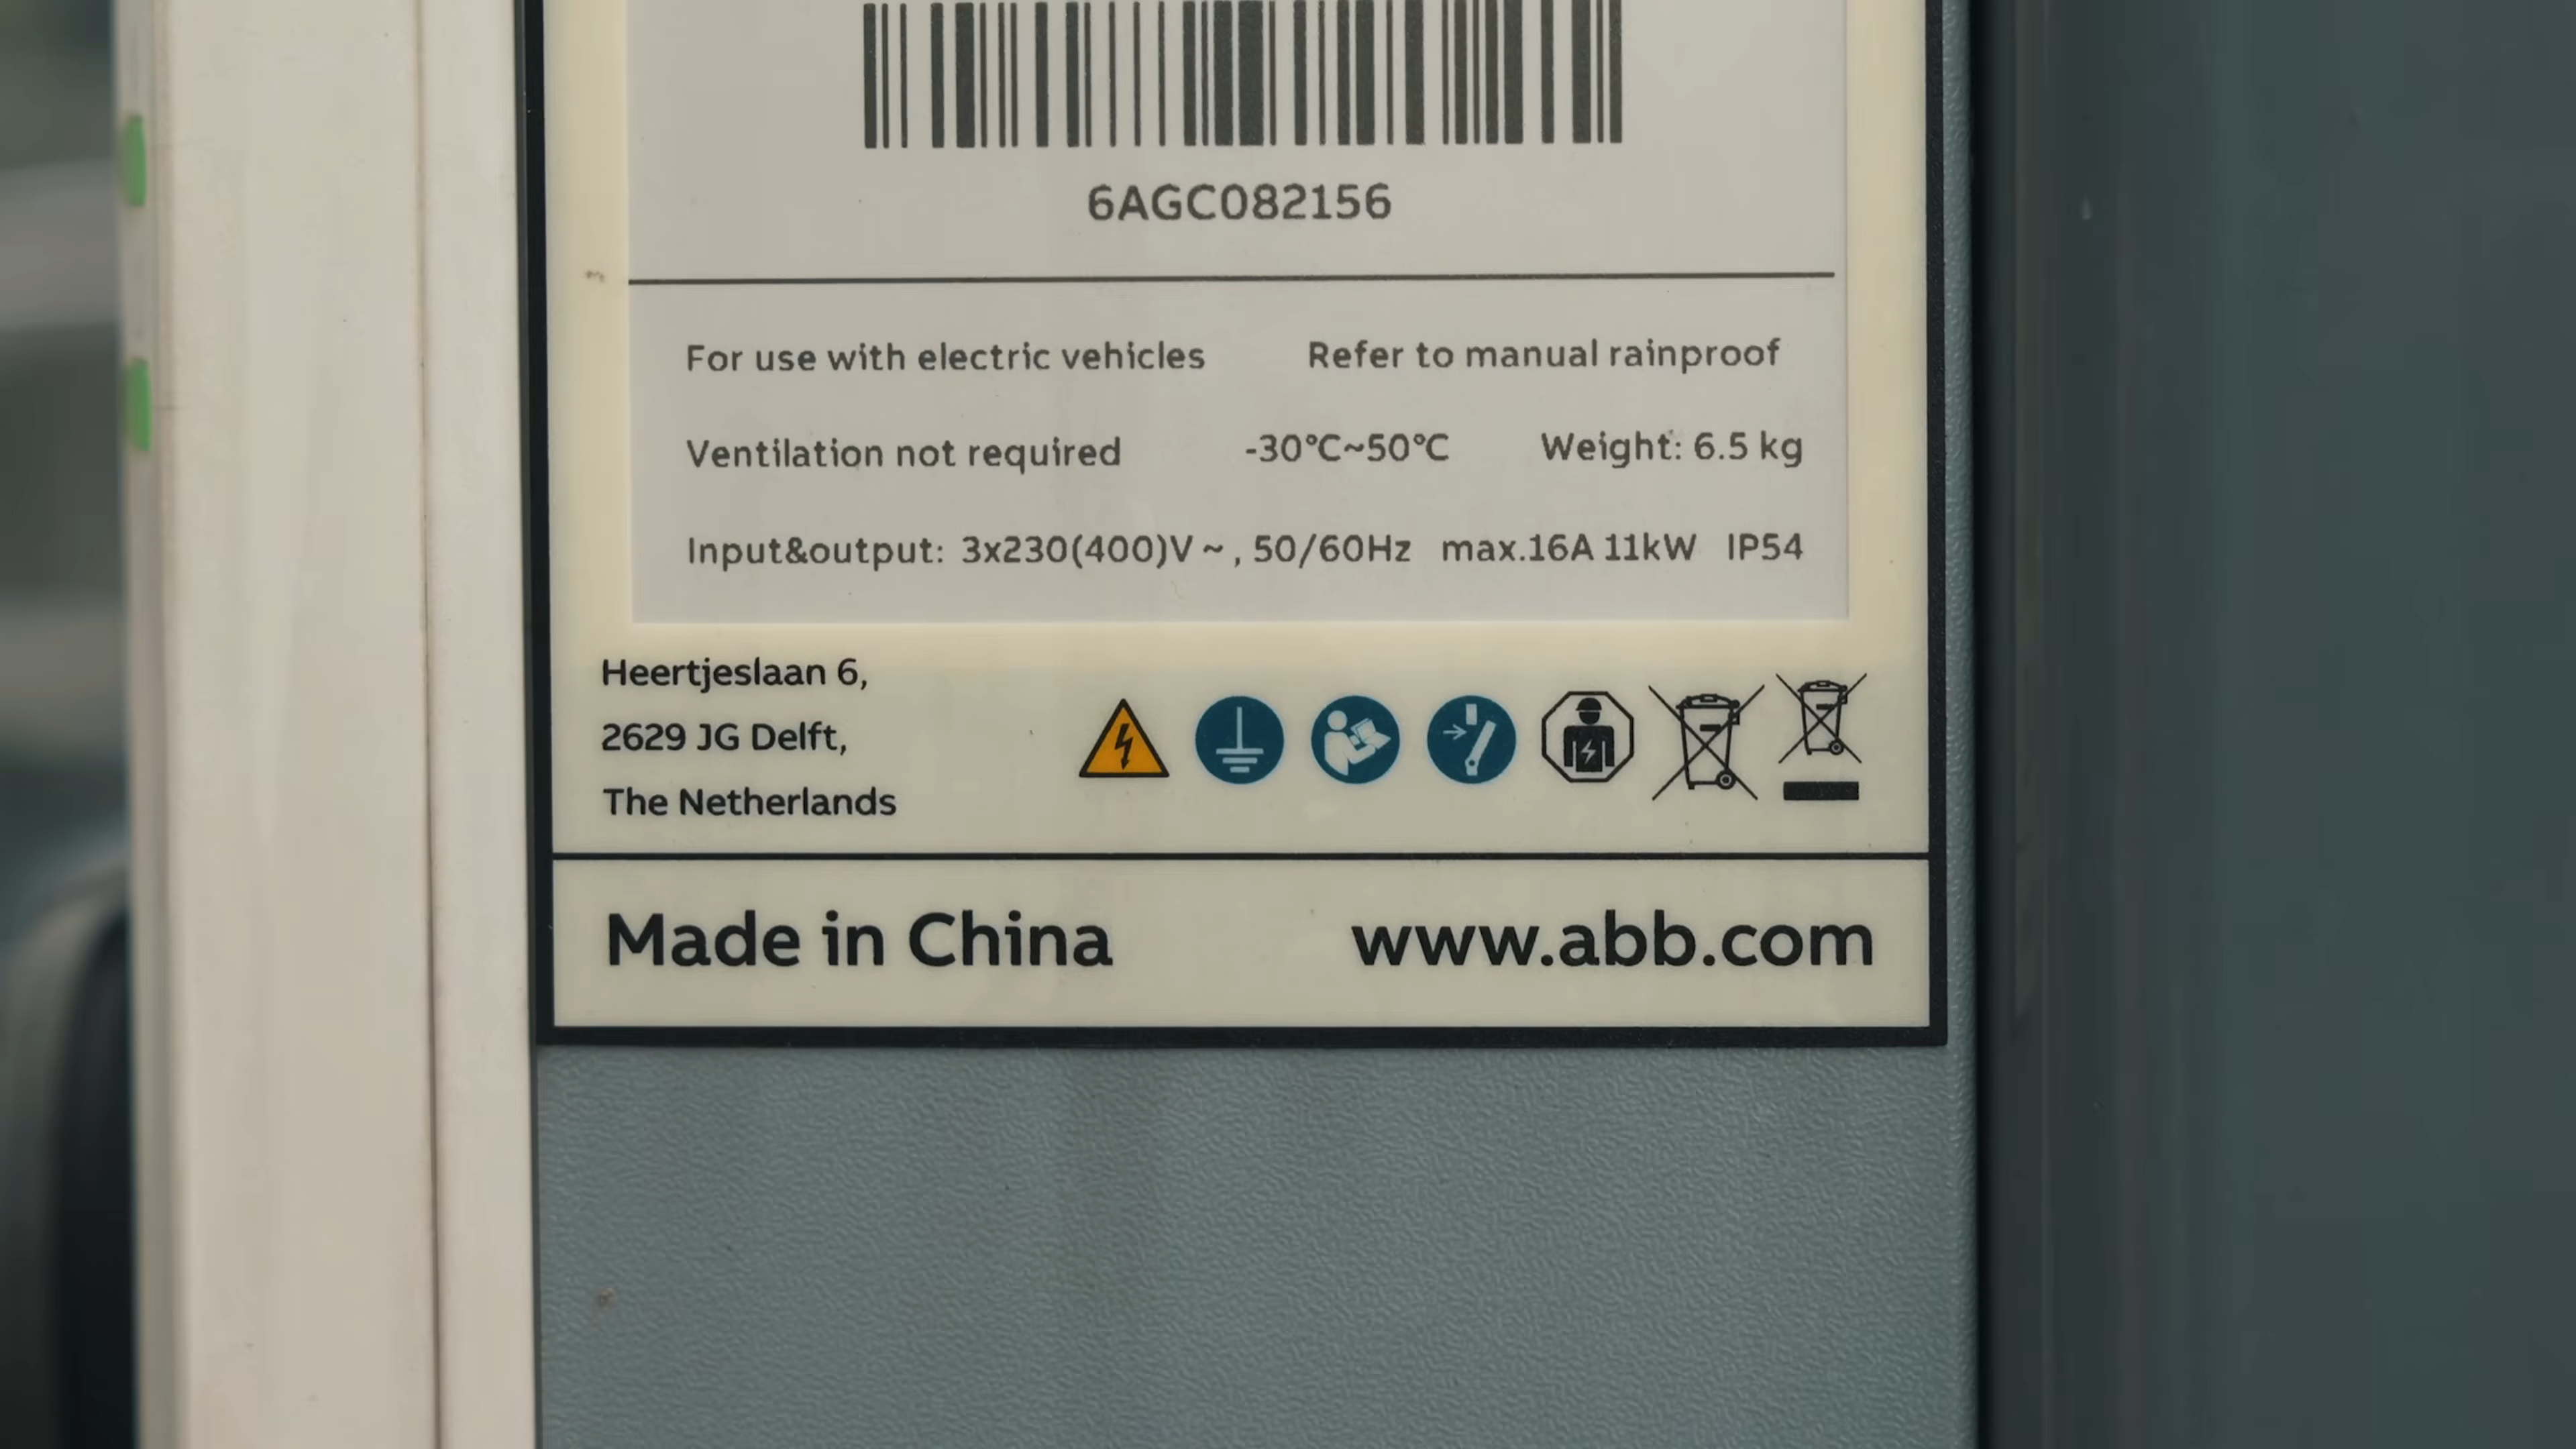 6AGC082156
For use with electric vehicles Refer to manual rainproof
Ventilation not required -30°C~50°C Weight: 6.5 kg
Input&output: 3x230(400)V ~ , 50/60Hz max.16A 11kW IP54
Heertjeslaan 6,
2629 JG Delft,
The Netherlands
Made in China www.abb.com